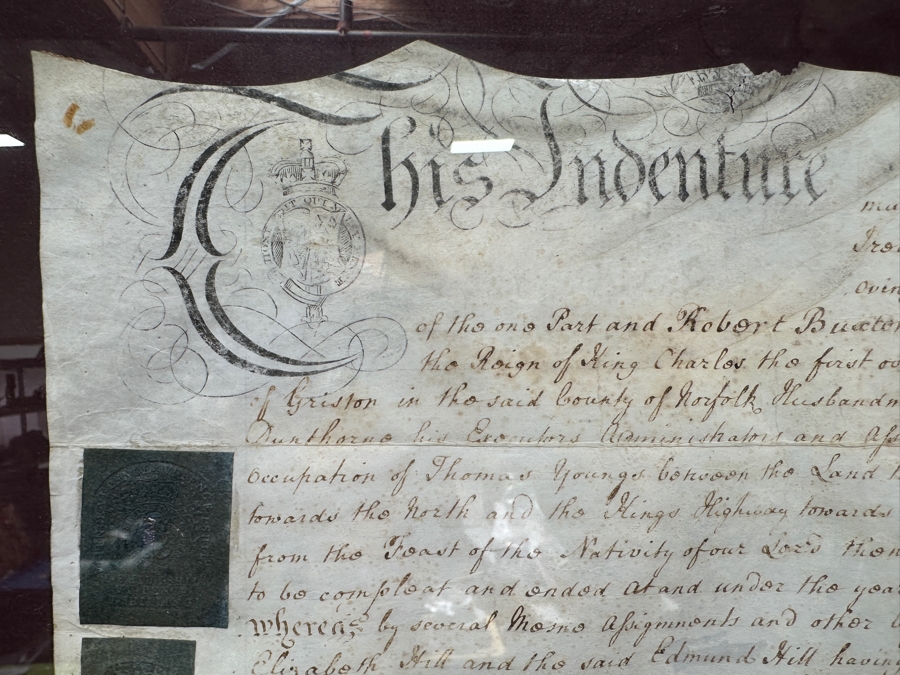 This Indenture
HONI SOIT QUI MAL
of the one Part and Robert Buxton
the Reign of King Charles the first
of Griston in the said County of Norfolk Husbandm
Dunthorne his Executors Administrators and Ass
occupation of Thomas Youngs between the Land
towards the North and the Kings Highway towards
from the Feast of the Nativity of our Lord then
to be compleat and ended at and under the year
Whereas by several Mesne Assignments and other
Elizabeth Hill and the said Edmund Hill having